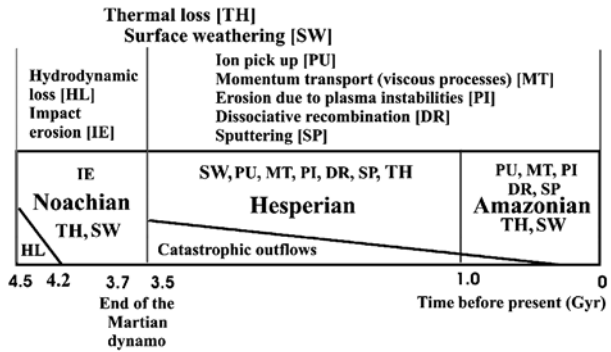 Thermal loss [TH]
Surface weathering [SW]
Hydrodynamic
loss [HL]
Impact
erosion [IE]
Ion pick up [PU]
Momentum transport (viscous processes) [MT]
Erosion due to plasma instabilities [PI]
Dissociative recombination [DR]
Sputtering [SP]
IE
Noachian
TH, SW
HL
SW, PU, MT, PI, DR, SP, TH
Hesperian
Catastrophic outflows
PU, MT, PI
DR, SP
Amazonian
TH, SW
4.5 4.2 3.7 3.5 1.0 0
End of the
Martian
dynamo
Time before present (Gyr)